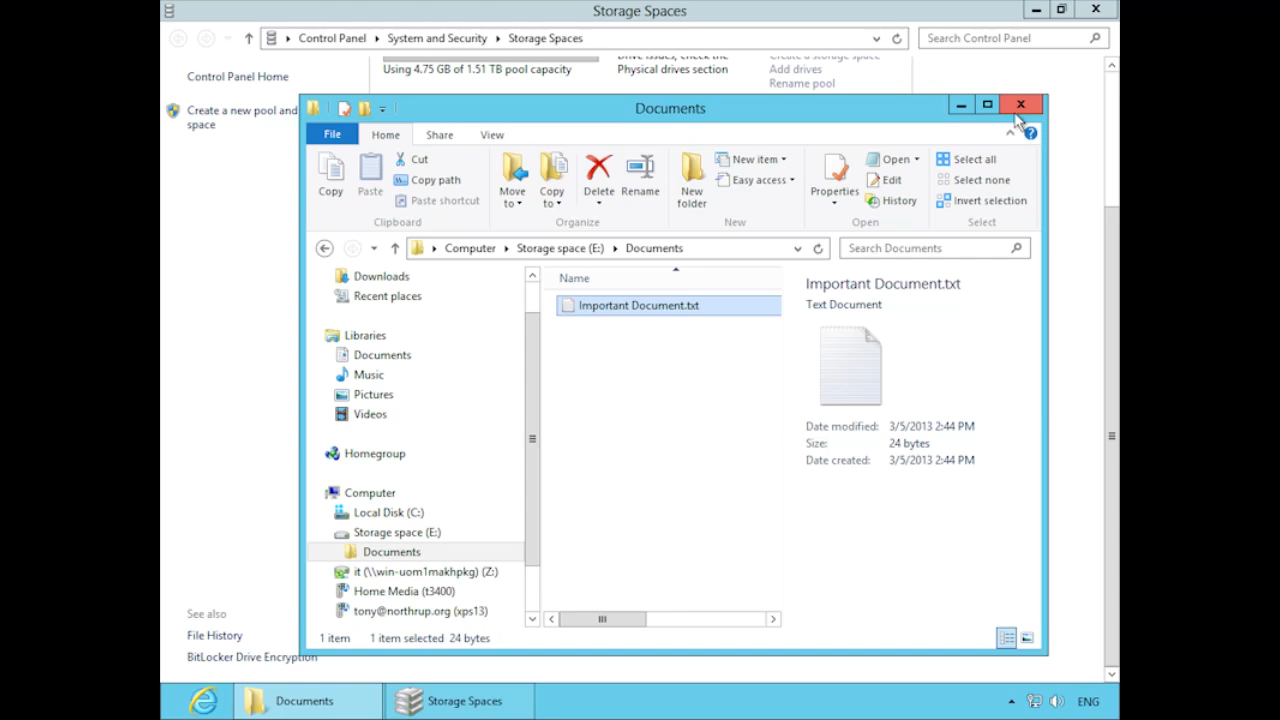 Storage Spaces
Control Panel
System and Security
Storage Spaces
Search Control Panel
Control Panel Home
Create a new pool and
space
Using 4.75 GB of 1.51 TB pool capacity
Drive issues, check the
Physical drives section
Create a storage space
Add drives
Rename pool
Documents
File
Home
View
Copy
Paste
Cut
Copy path
Paste shortcut
Clipboard
Move
to
Copy
to
Delete
Rename
Organize
New
folder
New item
Easy access
New
Properties
Open
Edit
History
Open
Select all
Select none
Invert selection
Select
Computer
Storage space (E:)
Documents
Search Documents
Downloads
Recent places
Libraries
Documents
Music
Pictures
Videos
Homegroup
Computer
Local Disk (C:)
Storage space (E:)
Documents
it (\\win-uom1makhpkg) (Z:)
Home Media (t3400)
tony@northrup.org (xps13)
Name
Important Document.txt
Important Document.txt
Text Document
Date modified: 3/5/2013 2:44 PM
Size: 24 bytes
Date created: 3/5/2013 2:44 PM
1 item 1 item selected 24 bytes
See also
File History
BitLocker Drive Encryption
Documents
Storage Spaces
ENG